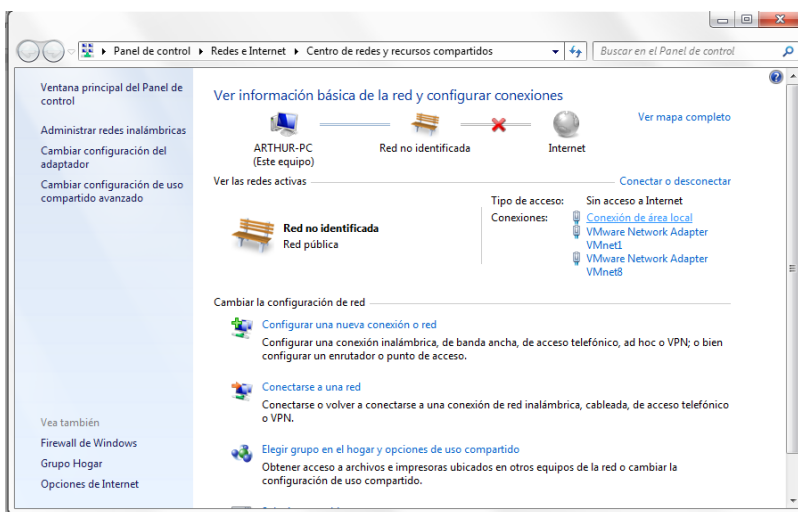 Panel de control ▸ Redes e Internet ▸ Centro de redes y recursos compartidos
Buscar en el Panel de control
Ventana principal del Panel de
control
Administrar redes inalámbricas
Cambiar configuración del
adaptador
Cambiar configuración de uso
compartido avanzado
Vea también
Firewall de Windows
Grupo Hogar
Opciones de Internet
Ver información básica de la red y configurar conexiones
Ver mapa completo
ARTHUR-PC
(Este equipo)
Red no identificada
Internet
Ver las redes activas
Conectar o desconectar
Red no identificada
Red pública
Tipo de acceso: Sin acceso a Internet
Conexiones: Conexión de área local
VMware Network Adapter
VMnet1
VMware Network Adapter
VMnet8
Cambiar la configuración de red
Configurar una nueva conexión o red
Configurar una conexión inalámbrica, de banda ancha, de acceso telefónico, ad hoc o VPN; o bien
configurar un enrutador o punto de acceso.
Conectarse a una red
Conectarse o volver a conectarse a una conexión de red inalámbrica, cableada, de acceso telefónico
o VPN.
Elegir grupo en el hogar y opciones de uso compartido
Obtener acceso a archivos e impresoras ubicados en otros equipos de la red o cambiar la
configuración de uso compartido.